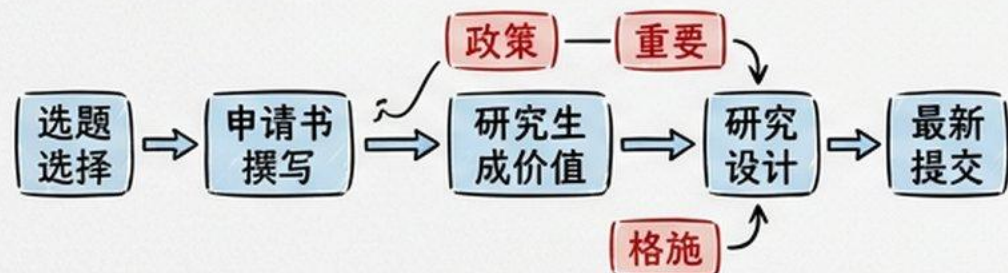 政策
重要
选题
选择
申请书
撰写
研究生
成价值
研究
设计
最新
提交
格施